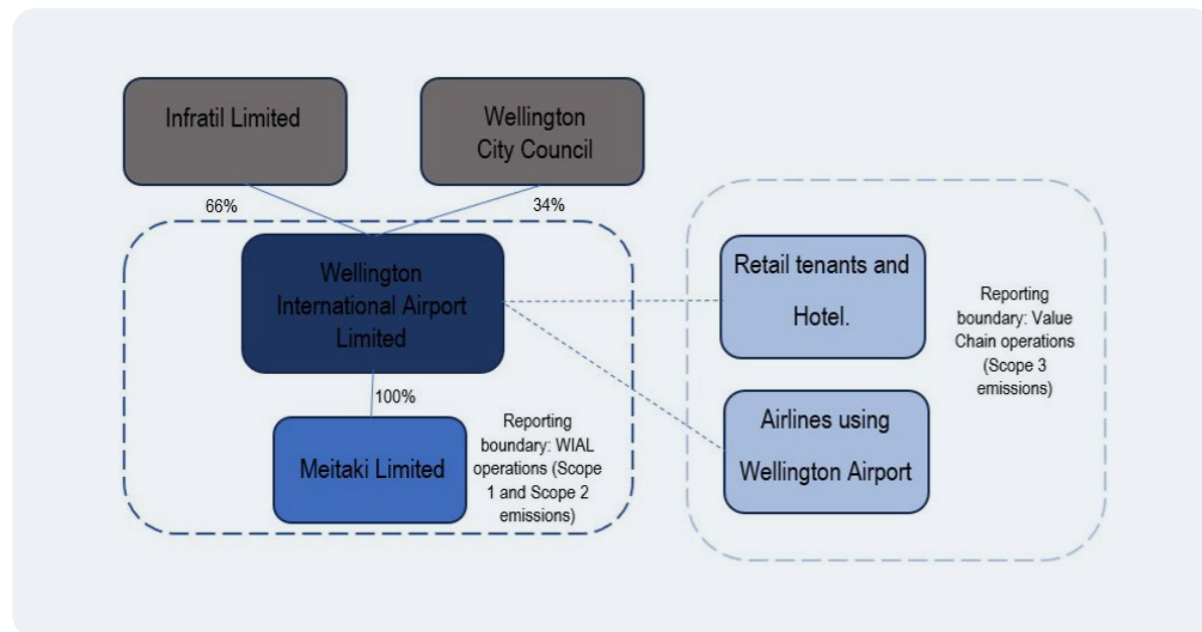 Infratil Limited
Wellington
City Council
66%
34%
Wellington
International Airport
Limited
100%
Meitaki Limited
Reporting
boundary: WIAL
operations (Scope
1 and Scope 2
emissions)
Retail tenants and
Hotel.
Airlines using
Wellington Airport
Reporting
boundary: Value
Chain operations
(Scope 3
emissions)